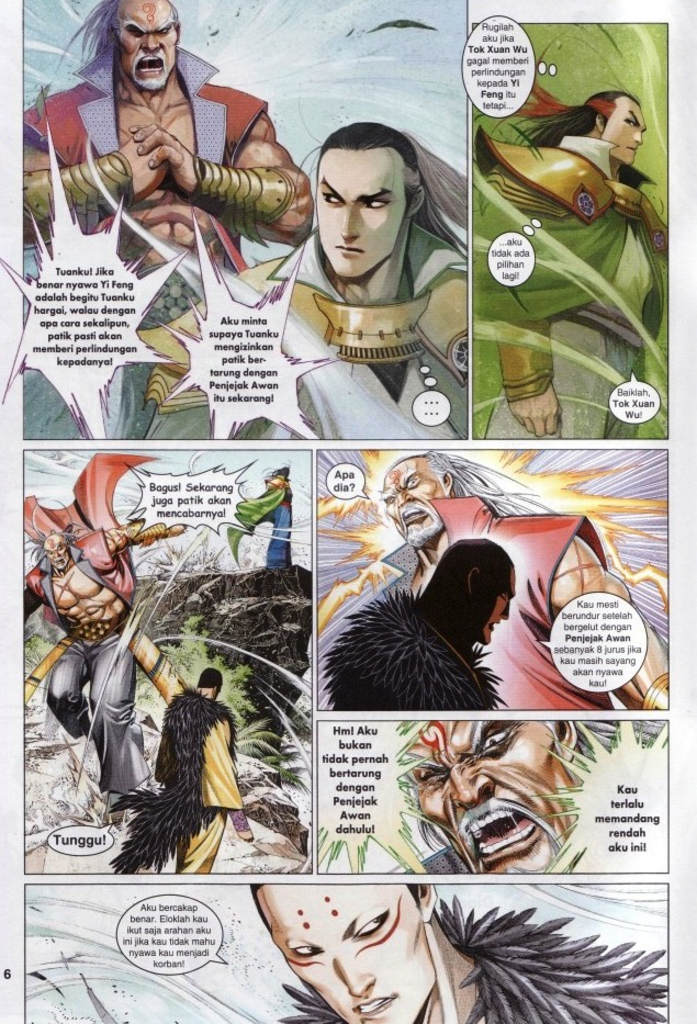 Tuanku! Jika
benar nyawa Yi Feng
adalah begitu Tuanku
hargai, walau dengan
apa cara sekalipun,
patik pasti akan
memberi perlindungan
kepadanya!
Aku minta
supaya Tuanku
mengizinkan
patik ber-
tarung dengan
Penjejak Awan
itu sekarang!
... ...
Rugilah
aku jika
Tok Xuan Wu
gagal memberi
perlindungan
kepada Yi
Feng itu
tetapi...
...aku
tidak ada
pilihan
lagi!
Baiklah,
Tok Xuan
Wu!
Bagus! Sekarang
juga patik akan
mencabarnya!
Tunggu!
Apa
dia?
Kau mesti
berundur setelah
bergelut dengan
Penjejak Awan
sebanyak 8 jurus jika
kau masih sayang
akan nyawa
kau!
Hm! Aku
bukan
tidak pernah
bertarung
dengan
Penjejak
Awan
dahulu!
Kau
terlalu
memandang
rendah
aku ini!
Aku bercakap
benar. Eloklah kau
ikut saja arahan aku
ini jika kau tidak mahu
nyawa kau menjadi
korban!
6